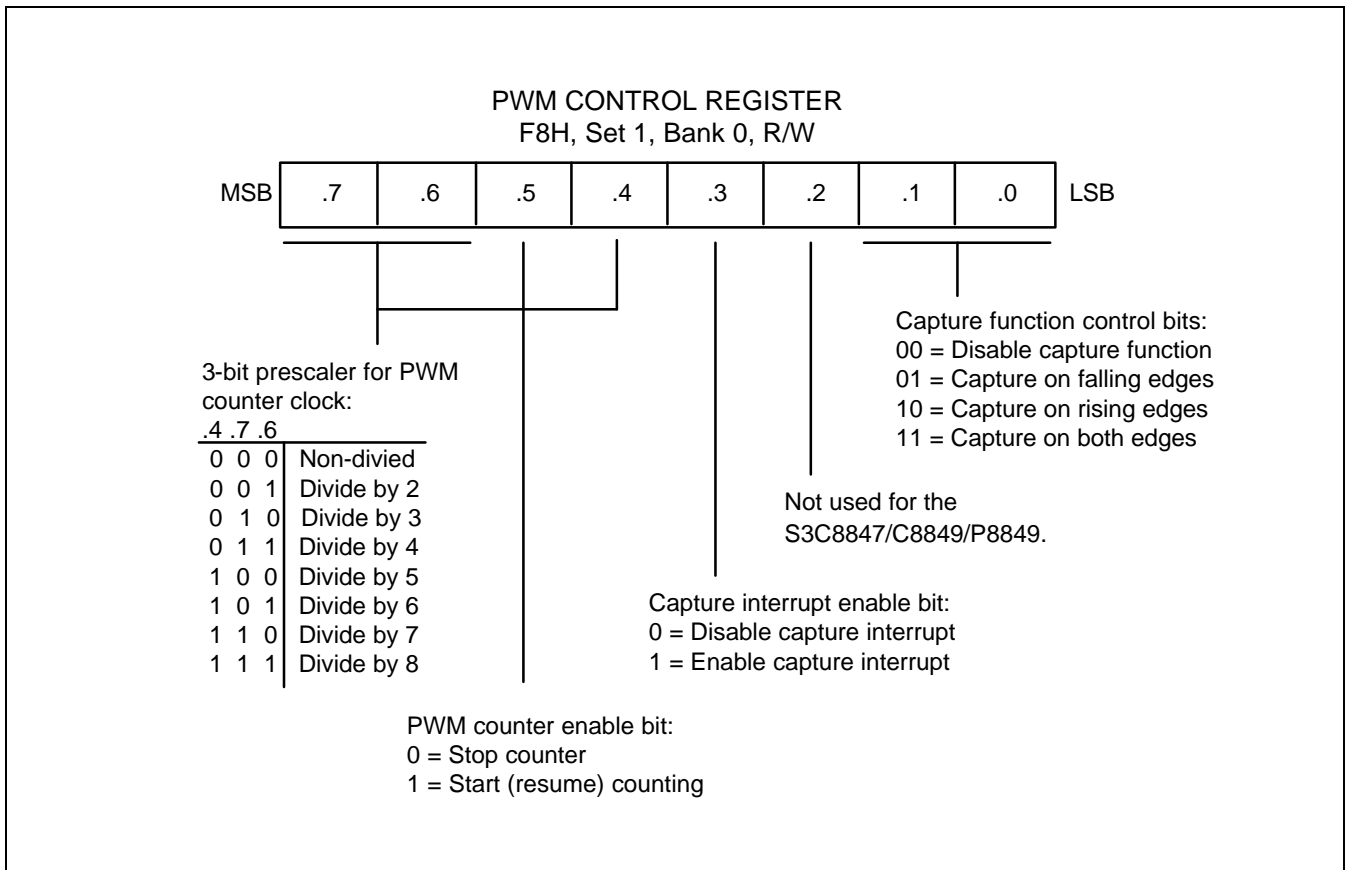 PWM CONTROL REGISTER
F8H, Set 1, Bank 0, R/W
MSB .7 .6 .5 .4 .3 .2 .1 .0 LSB
3-bit prescaler for PWM
counter clock:
.4 .7 .6
0 0 0 Non-divied
0 0 1 Divide by 2
0 1 0 Divide by 3
0 1 1 Divide by 4
1 0 0 Divide by 5
1 0 1 Divide by 6
1 1 0 Divide by 7
1 1 1 Divide by 8
PWM counter enable bit:
0 = Stop counter
1 = Start (resume) counting
Capture interrupt enable bit:
0 = Disable capture interrupt
1 = Enable capture interrupt
Not used for the
S3C8847/C8849/P8849.
Capture function control bits:
00 = Disable capture function
01 = Capture on falling edges
10 = Capture on rising edges
11 = Capture on both edges